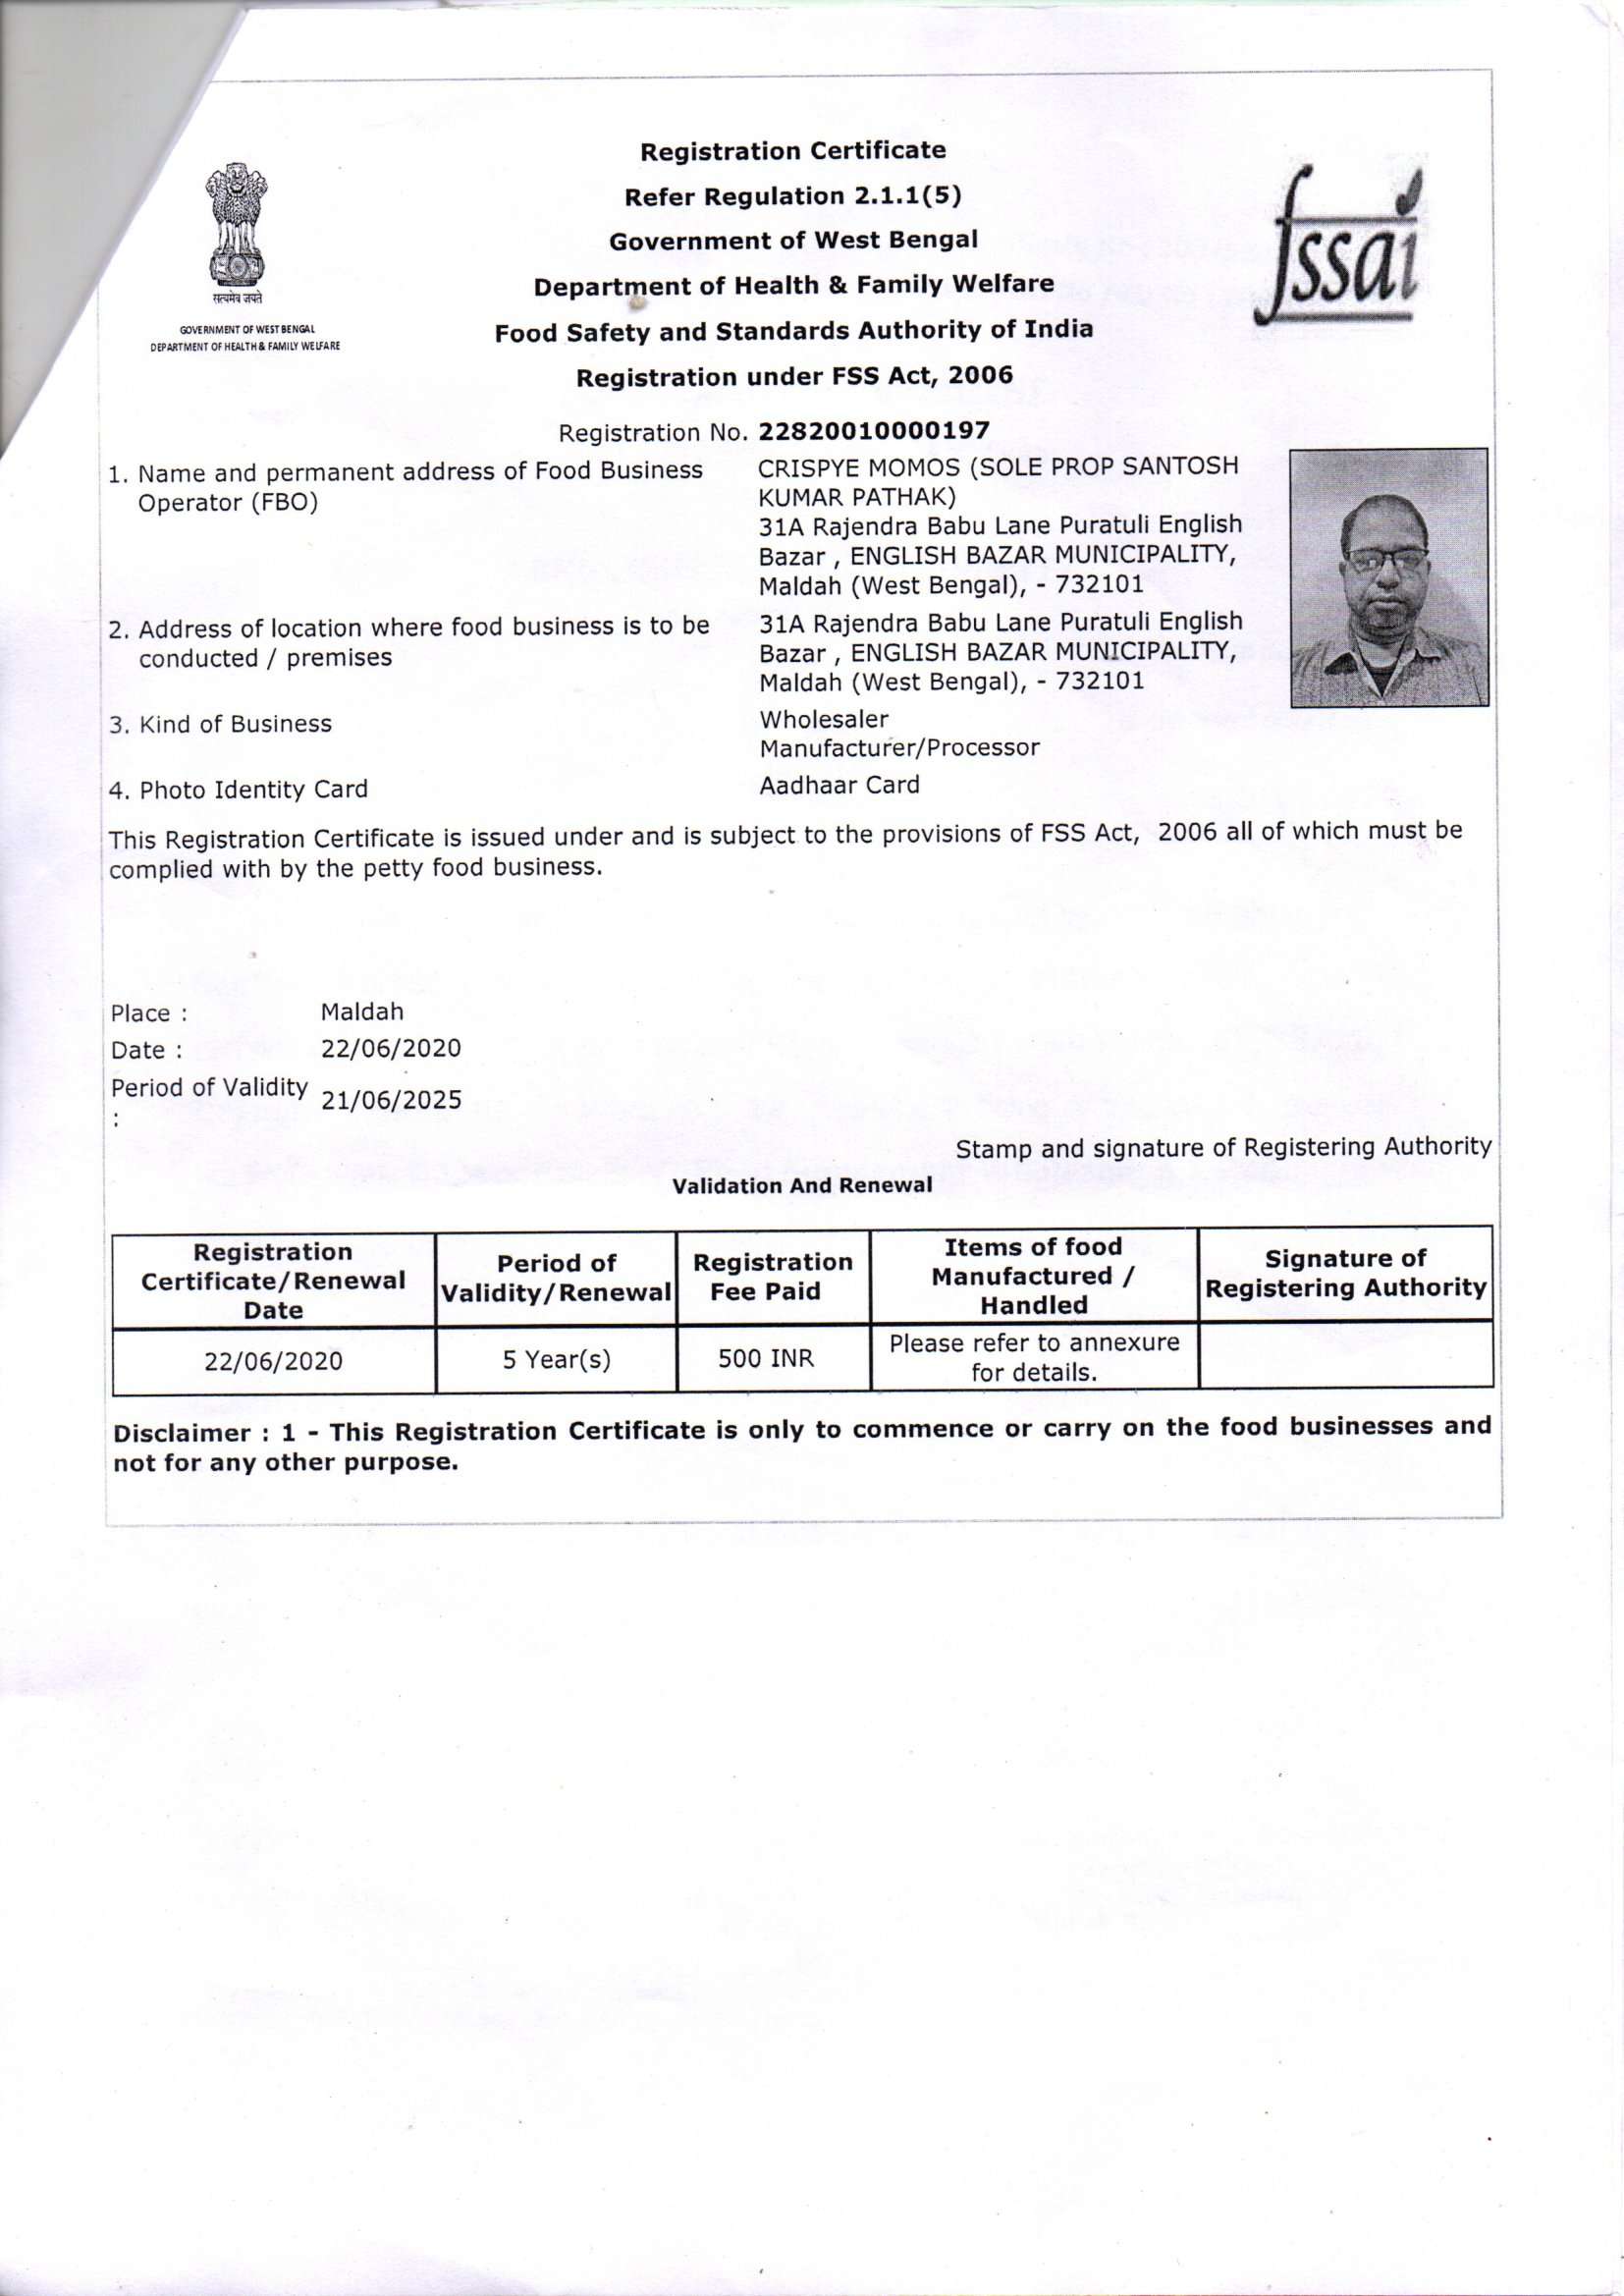 Registration Certificate
Refer Regulation 2.1.1(5)
Government of West Bengal
Department of Health & Family Welfare
Food Safety and Standards Authority of India
Registration under FSS Act, 2006
सत्यमेव जयते
GOVERNMENT OF WEST BENGAL
DEPARTMENT OF HEALTH & FAMILY WELFARE
fssai
Registration No. 22820010000197
1. Name and permanent address of Food Business
Operator (FBO)
CRISPYE MOMOS (SOLE PROP SANTOSH
KUMAR PATHAK)
31A Rajendra Babu Lane Puratuli English
Bazar , ENGLISH BAZAR MUNICIPALITY,
Maldah (West Bengal), - 732101
2. Address of location where food business is to be
conducted / premises
31A Rajendra Babu Lane Puratuli English
Bazar , ENGLISH BAZAR MUNICIPALITY,
Maldah (West Bengal), - 732101
3. Kind of Business
Wholesaler
Manufacturer/Processor
4. Photo Identity Card
Aadhaar Card
This Registration Certificate is issued under and is subject to the provisions of FSS Act, 2006 all of which must be
complied with by the petty food business.
Place : Maldah
Date : 22/06/2020
Period of Validity : 21/06/2025
Stamp and signature of Registering Authority
Validation And Renewal
Registration
Certificate/Renewal
Date
Period of
Validity/Renewal
Registration
Fee Paid
Items of food
Manufactured /
Handled
Signature of
Registering Authority
22/06/2020
5 Year(s)
500 INR
Please refer to annexure
for details.
Disclaimer : 1 - This Registration Certificate is only to commence or carry on the food businesses and
not for any other purpose.